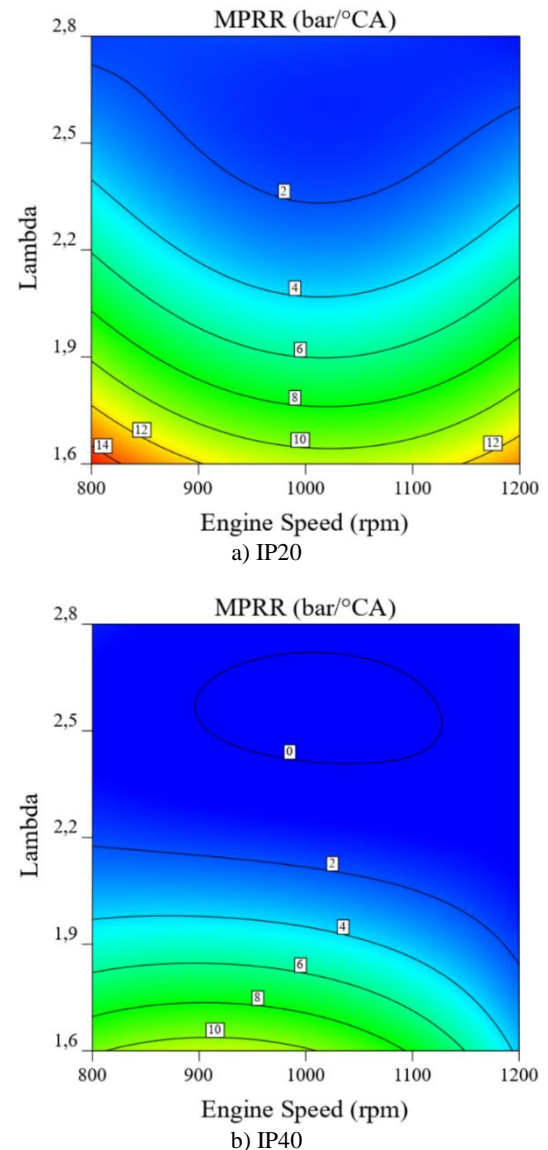 MPRR (bar/°CA)
2,8
2,5
2,2
1,9
1,6
Lambda
2
4
6
8
10
12
14
12
800 900 1000 1100 1200
Engine Speed (rpm)
a) IP20
MPRR (bar/°CA)
2,8
2,5
2,2
1,9
1,6
Lambda
0
2
4
6
8
10
800 900 1000 1100 1200
Engine Speed (rpm)
b) IP40